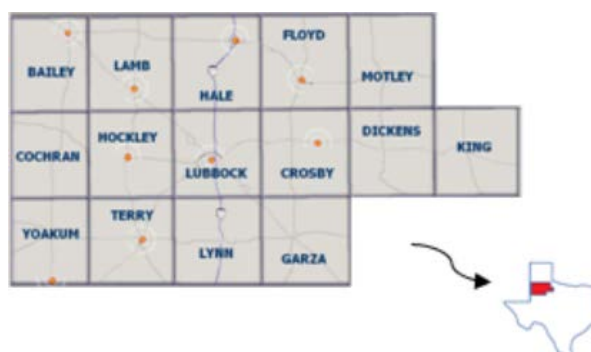 BAILEY LAMB HALE FLOYD MOTLEY
COCHRAN HOCKLEY LUBBOCK CROSBY DICKENS KING
YOAKUM TERRY LYNN GARZA